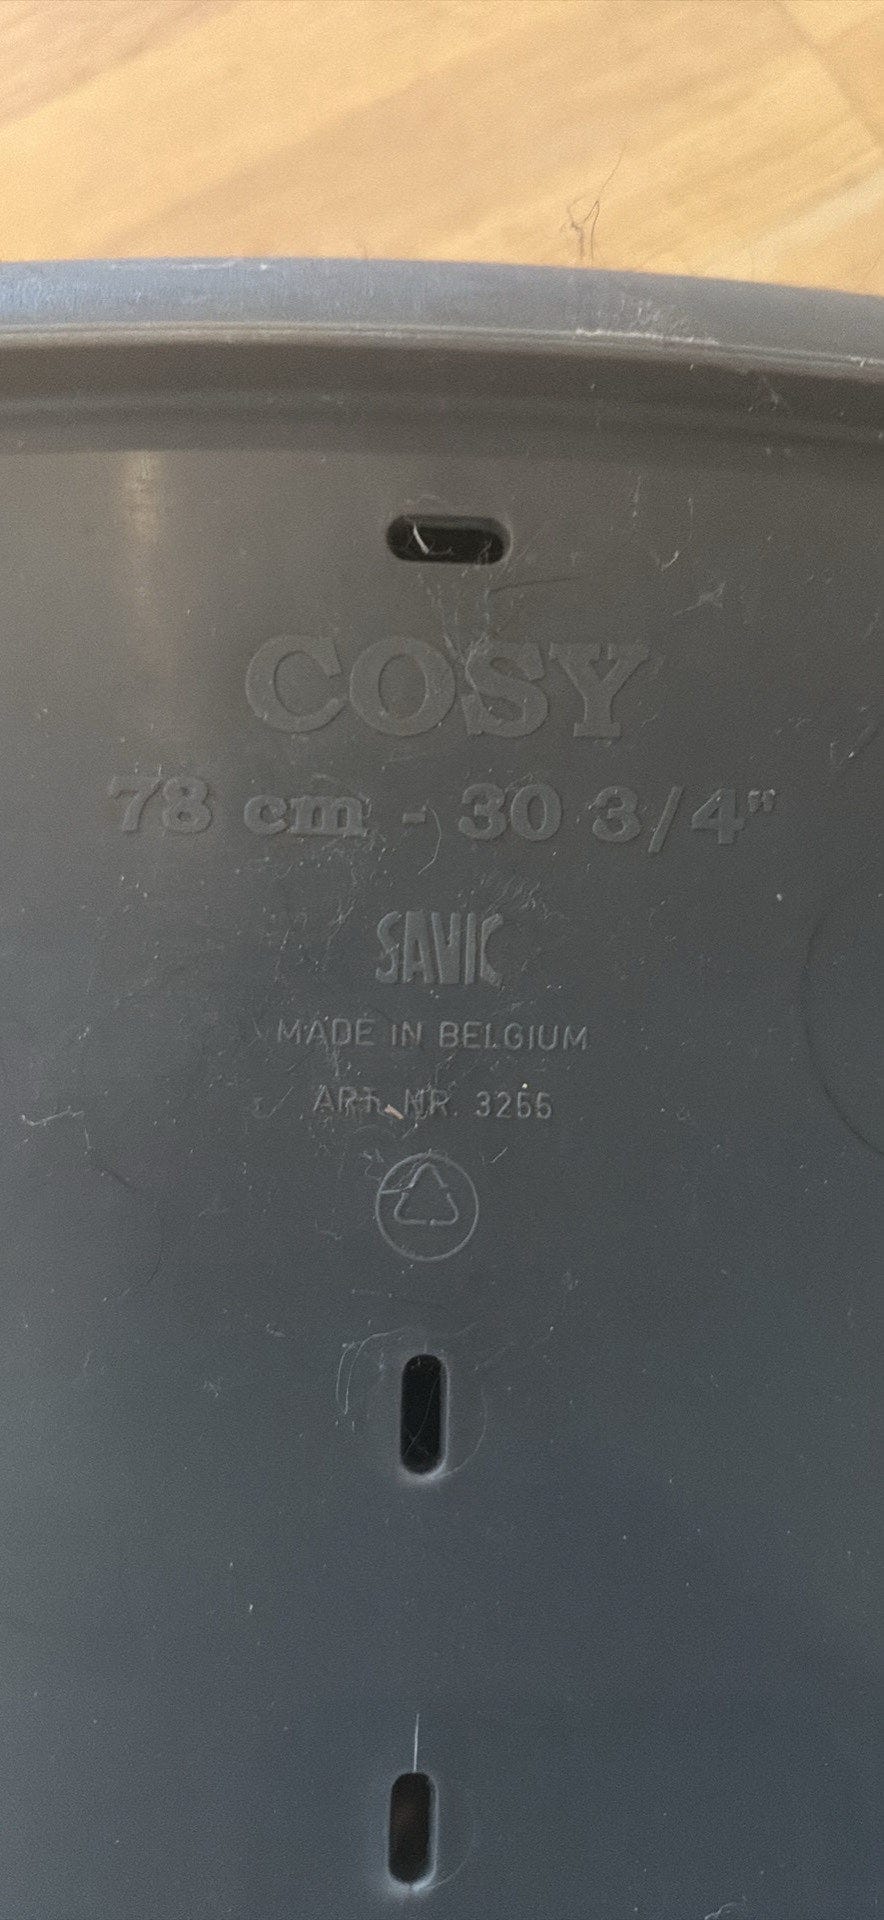 COSY
78 cm - 30 3/4"
SAVIC
MADE IN BELGIUM
ART. NR. 3255